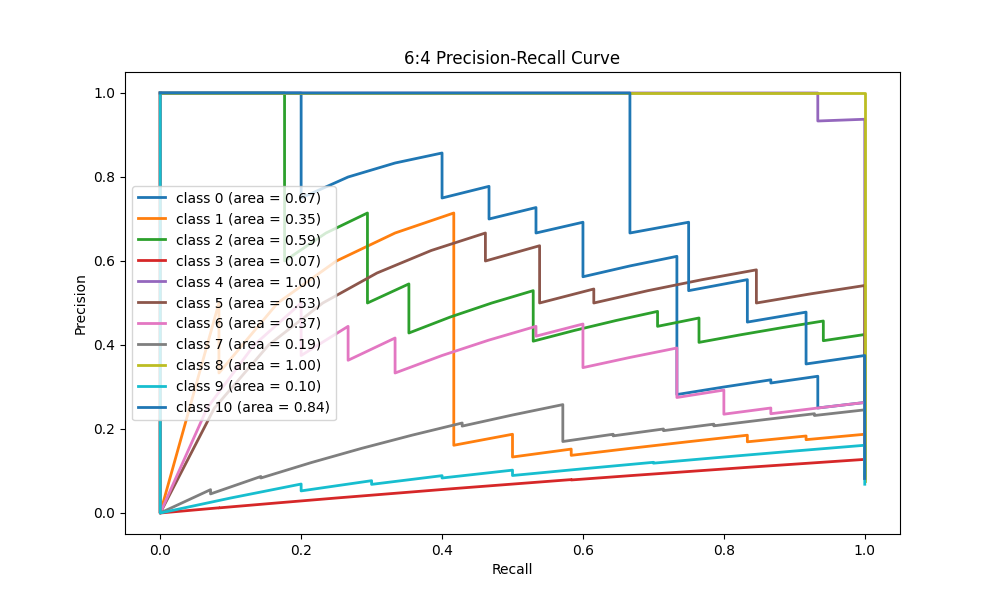 6:4 Precision-Recall Curve
Precision
1.0
0.8
0.6
0.4
0.2
0.0
class 0 (area = 0.67)
class 1 (area = 0.35)
class 2 (area = 0.59)
class 3 (area = 0.07)
class 4 (area = 1.00)
class 5 (area = 0.53)
class 6 (area = 0.37)
class 7 (area = 0.19)
class 8 (area = 1.00)
class 9 (area = 0.10)
class 10 (area = 0.84)
0.0 0.2 0.4 0.6 0.8 1.0
Recall